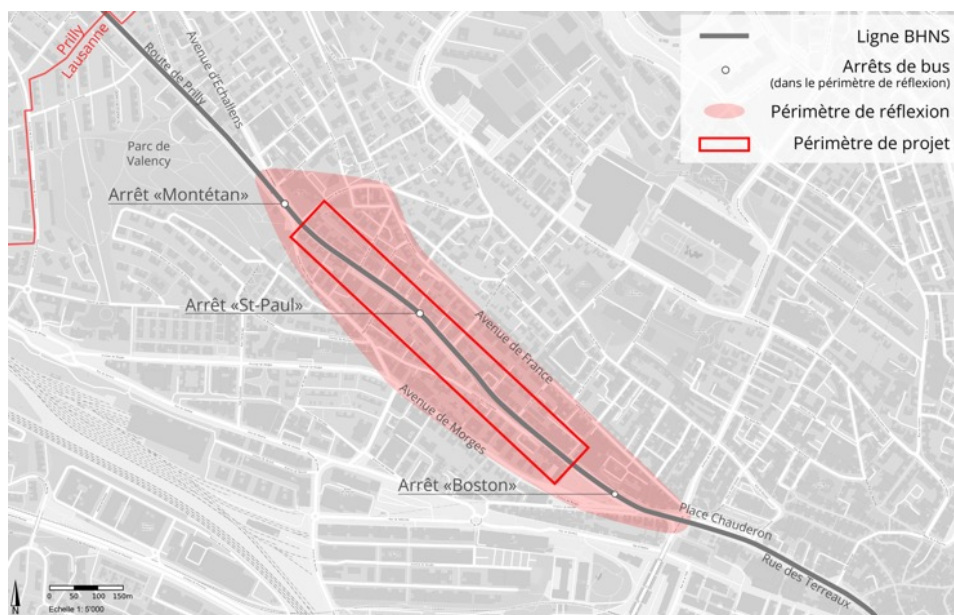 Ligne BHNS
Arrêts de bus
(dans le périmètre de réflexion)
Périmètre de réflexion
Périmètre de projet
Prilly
Lausanne
Route de Prilly
Avenue d'Echallens
Parc de
Valency
Arrêt «Montétan»
Arrêt «St-Paul»
Avenue de France
Avenue de Morges
Arrêt «Boston»
Place Chauderon
Rue des Terreaux
0 50 100 150m
Echelle 1: 5'000
N